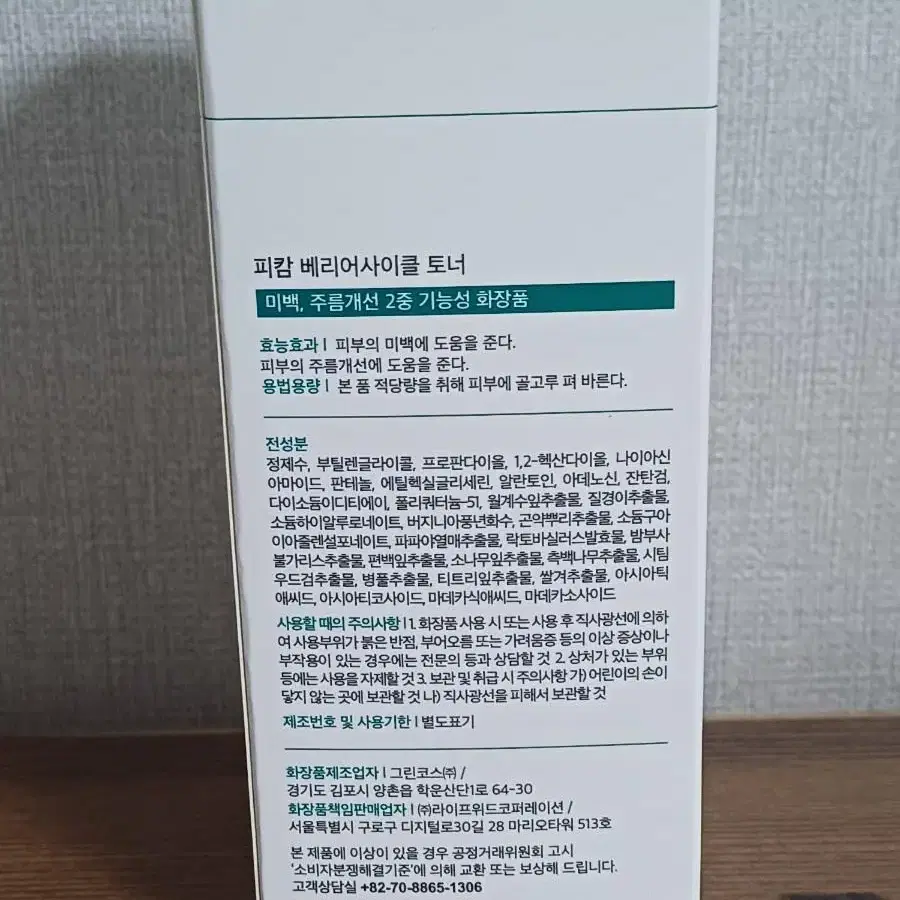 피캄 베리어사이클 토너
미백, 주름개선 2중 기능성 화장품
효능효과 | 피부의 미백에 도움을 준다.
피부의 주름개선에 도움을 준다.
용법용량 | 본 품 적당량을 취해 피부에 골고루 펴 바른다.
전성분
정제수, 부틸렌글라이콜, 프로판다이올, 1,2-헥산다이올, 나이아신
아마이드, 판테놀, 에틸헥실글리세린, 알란토인, 아데노신, 잔탄검,
다이소듐이디티에이, 폴리쿼터늄-51, 월계수잎추출물, 질경이추출물,
소듐하이알루로네이트, 버지니아풍년화수, 곤약뿌리추출물, 소듐구아
이아줄렌설포네이트, 파파야열매추출물, 락토바실러스발효물, 밤부사
불가리스추출물, 편백잎추출물, 소나무잎추출물, 측백나무추출물, 시팀
우드검추출물, 병풀추출물, 티트리잎추출물, 쌀겨추출물, 아시아틱
애씨드, 아시아티코사이드, 마데카식애씨드, 마데카소사이드
사용할 때의 주의사항 | 1. 화장품 사용 시 또는 사용 후 직사광선에 의하
여 사용부위가 붉은 반점, 부어오름 또는 가려움증 등의 이상 증상이나
부작용이 있는 경우에는 전문의 등과 상담할 것 2. 상처가 있는 부위
등에는 사용을 자제할 것 3. 보관 및 취급 시 주의사항 가) 어린이의 손이
닿지 않는 곳에 보관할 것 나) 직사광선을 피해서 보관할 것
제조번호 및 사용기한 | 별도표기
화장품제조업자 | 그린코스㈜ /
경기도 김포시 양촌읍 학운산단1로 64-30
화장품책임판매업자 | ㈜라이프위드코퍼레이션 /
서울특별시 구로구 디지털로30길 28 마리오타워 513호
본 제품에 이상이 있을 경우 공정거래위원회 고시
'소비자분쟁해결기준'에 의해 교환 또는 보상해 드립니다.
고객상담실 +82-70-8865-1306